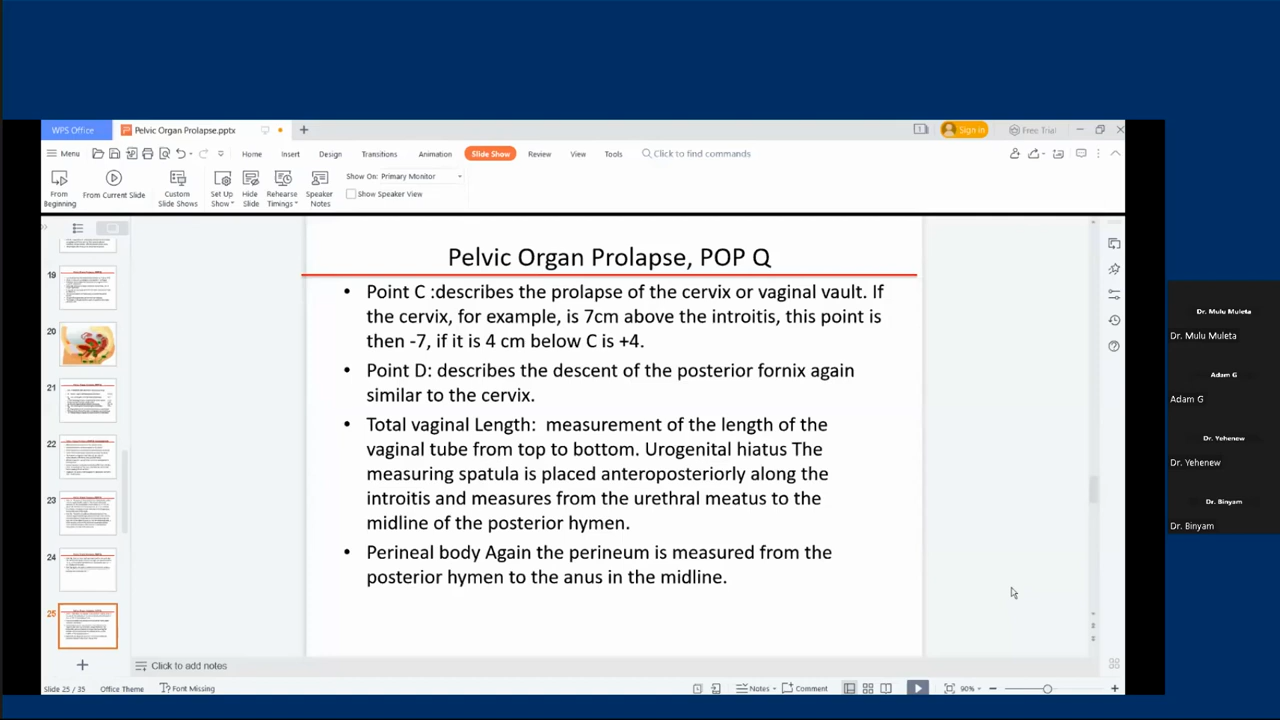 WPS Office
Pelvic Organ Prolapse.pptx
Sign in
Free Trial
Menu
Home
Insert
Design
Transitions
Animation
Slide Show
Review
View
Tools
Click to find commands
From Beginning
From Current Slide
Custom Slide Shows
Set Up Show
Hide Slide
Rehearse Timings
Speaker Notes
Show On: Primary Monitor
Show Speaker View
Pelvic Organ Prolapse, POP Q
• Point C :describes the prolapse of the cervix or vaginal vault. If
the cervix, for example, is 7cm above the introitis, this point is
then -7, if it is 4 cm below C is +4.
• Point D: describes the descent of the posterior fornix again
similar to the cervix.
• Total vaginal Length: measurement of the length of the
vaginal tube from top to bottom. Urogenital hiatus The
measuring spatula is placed anteroposteriorly along the
introitis and measures from the urethral meatus to the
midline of the posterior hymen.
• Perineal body Again the perineum is measured from the
posterior hymen to the anus in the midline.
19
20
21
22
23
24
25
Dr. Mulu Muleta
Dr. Mulu Muleta
Adam G
Adam G
Dr. Yehenew
Dr. Yehenew
Dr. Binyam
Dr. Binyam
Click to add notes
Slide 25 / 35
Office Theme
Font Missing
Notes
Comment
90%